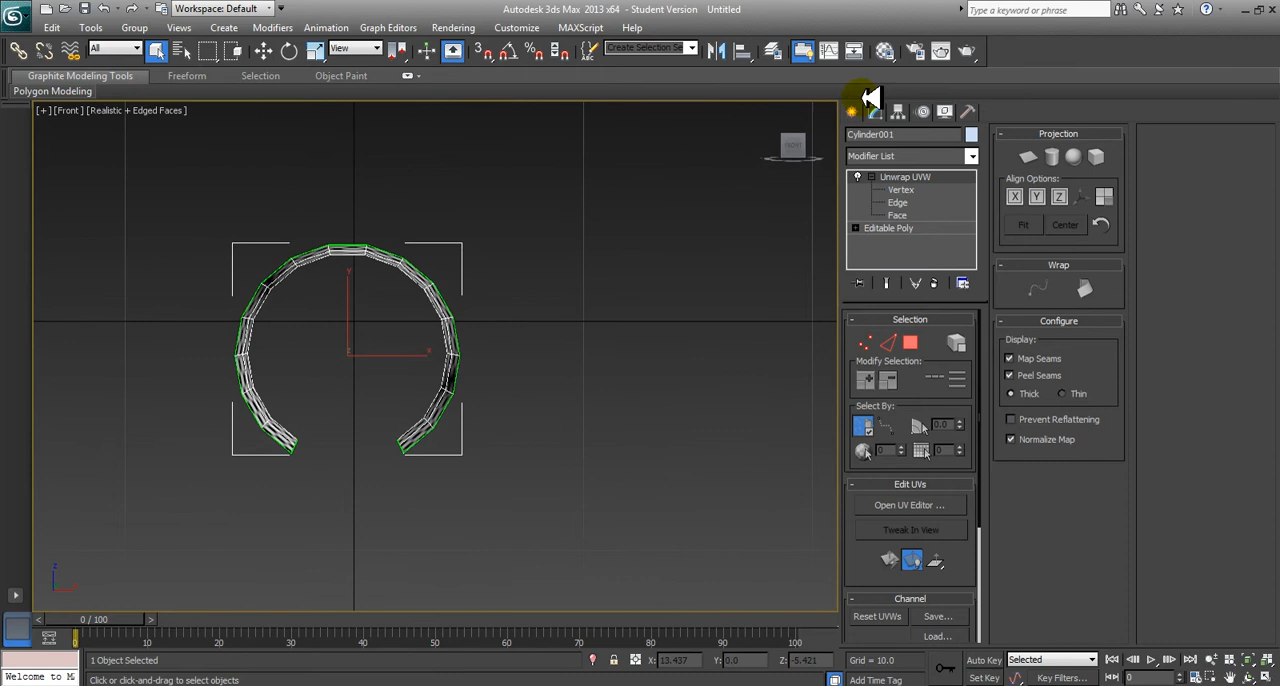 Workspace: Default
Autodesk 3ds Max 2013 x64 - Student Version Untitled
Type a keyword or phrase
Edit Tools Group Views Create Modifiers Animation Graph Editors Rendering Customize MAXScript Help
All View Create Selection Se
Graphite Modeling Tools Freeform Selection Object Paint
Polygon Modeling
[ + ] [Front ] [Realistic + Edged Faces ]
Cylinder001
Modifier List
Unwrap UVW
Vertex
Edge
Face
Editable Poly
Selection
Modify Selection:
Select By:
0.0
0 0
Edit UVs
Open UV Editor ...
Tweak In View
Channel
Reset UVWs Save...
Load...
Projection
Align Options:
X Y Z
Fit Center
Wrap
Configure
Display:
Map Seams
Peel Seams
Thick Thin
Prevent Reflattening
Normalize Map
0 / 100
0 10 20 30 40 50 60 70 80 90 100
1 Object Selected X: 13.437 Y: 0.0 Z: -5.421 Grid = 10.0 Auto Key Selected
Welcome to M Click or click-and-drag to select objects Add Time Tag Set Key Key Filters... 0